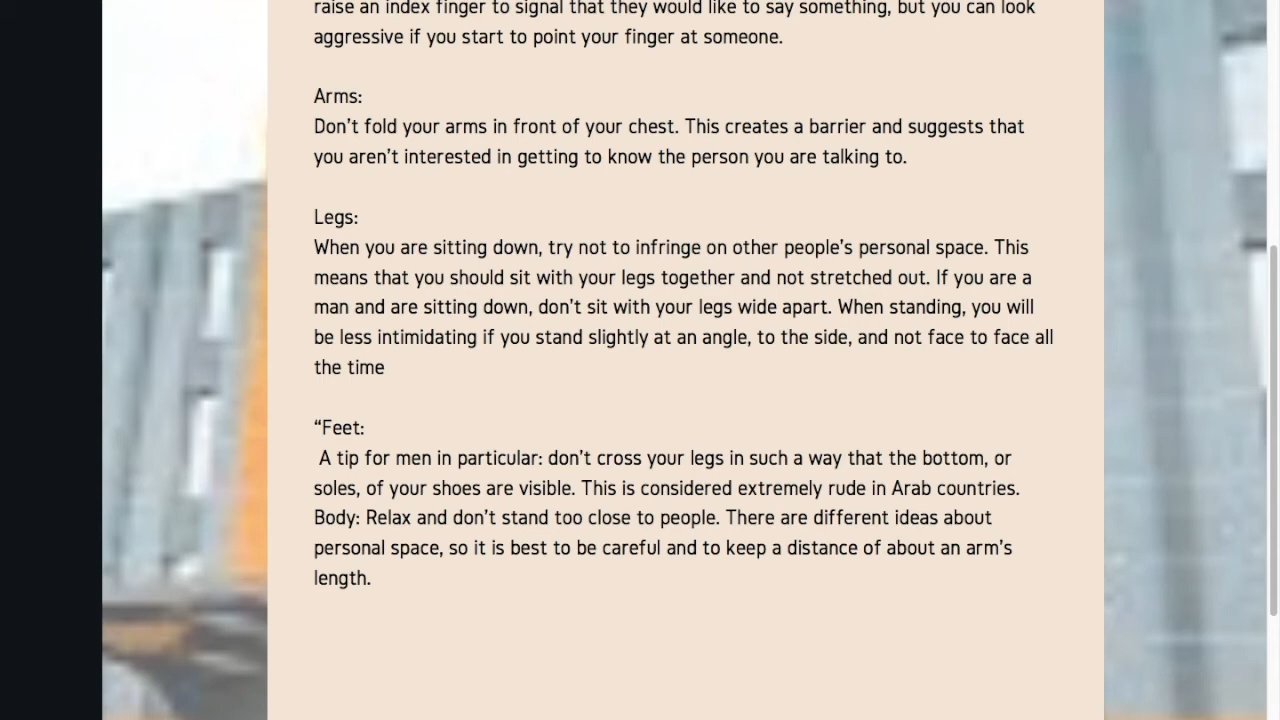 raise an index finger to signal that they would like to say something, but you can look
aggressive if you start to point your finger at someone.
Arms:
Don’t fold your arms in front of your chest. This creates a barrier and suggests that
you aren’t interested in getting to know the person you are talking to.
Legs:
When you are sitting down, try not to infringe on other people’s personal space. This
means that you should sit with your legs together and not stretched out. If you are a
man and are sitting down, don’t sit with your legs wide apart. When standing, you will
be less intimidating if you stand slightly at an angle, to the side, and not face to face all
the time
“Feet:
A tip for men in particular: don’t cross your legs in such a way that the bottom, or
soles, of your shoes are visible. This is considered extremely rude in Arab countries.
Body: Relax and don’t stand too close to people. There are different ideas about
personal space, so it is best to be careful and to keep a distance of about an arm’s
length.